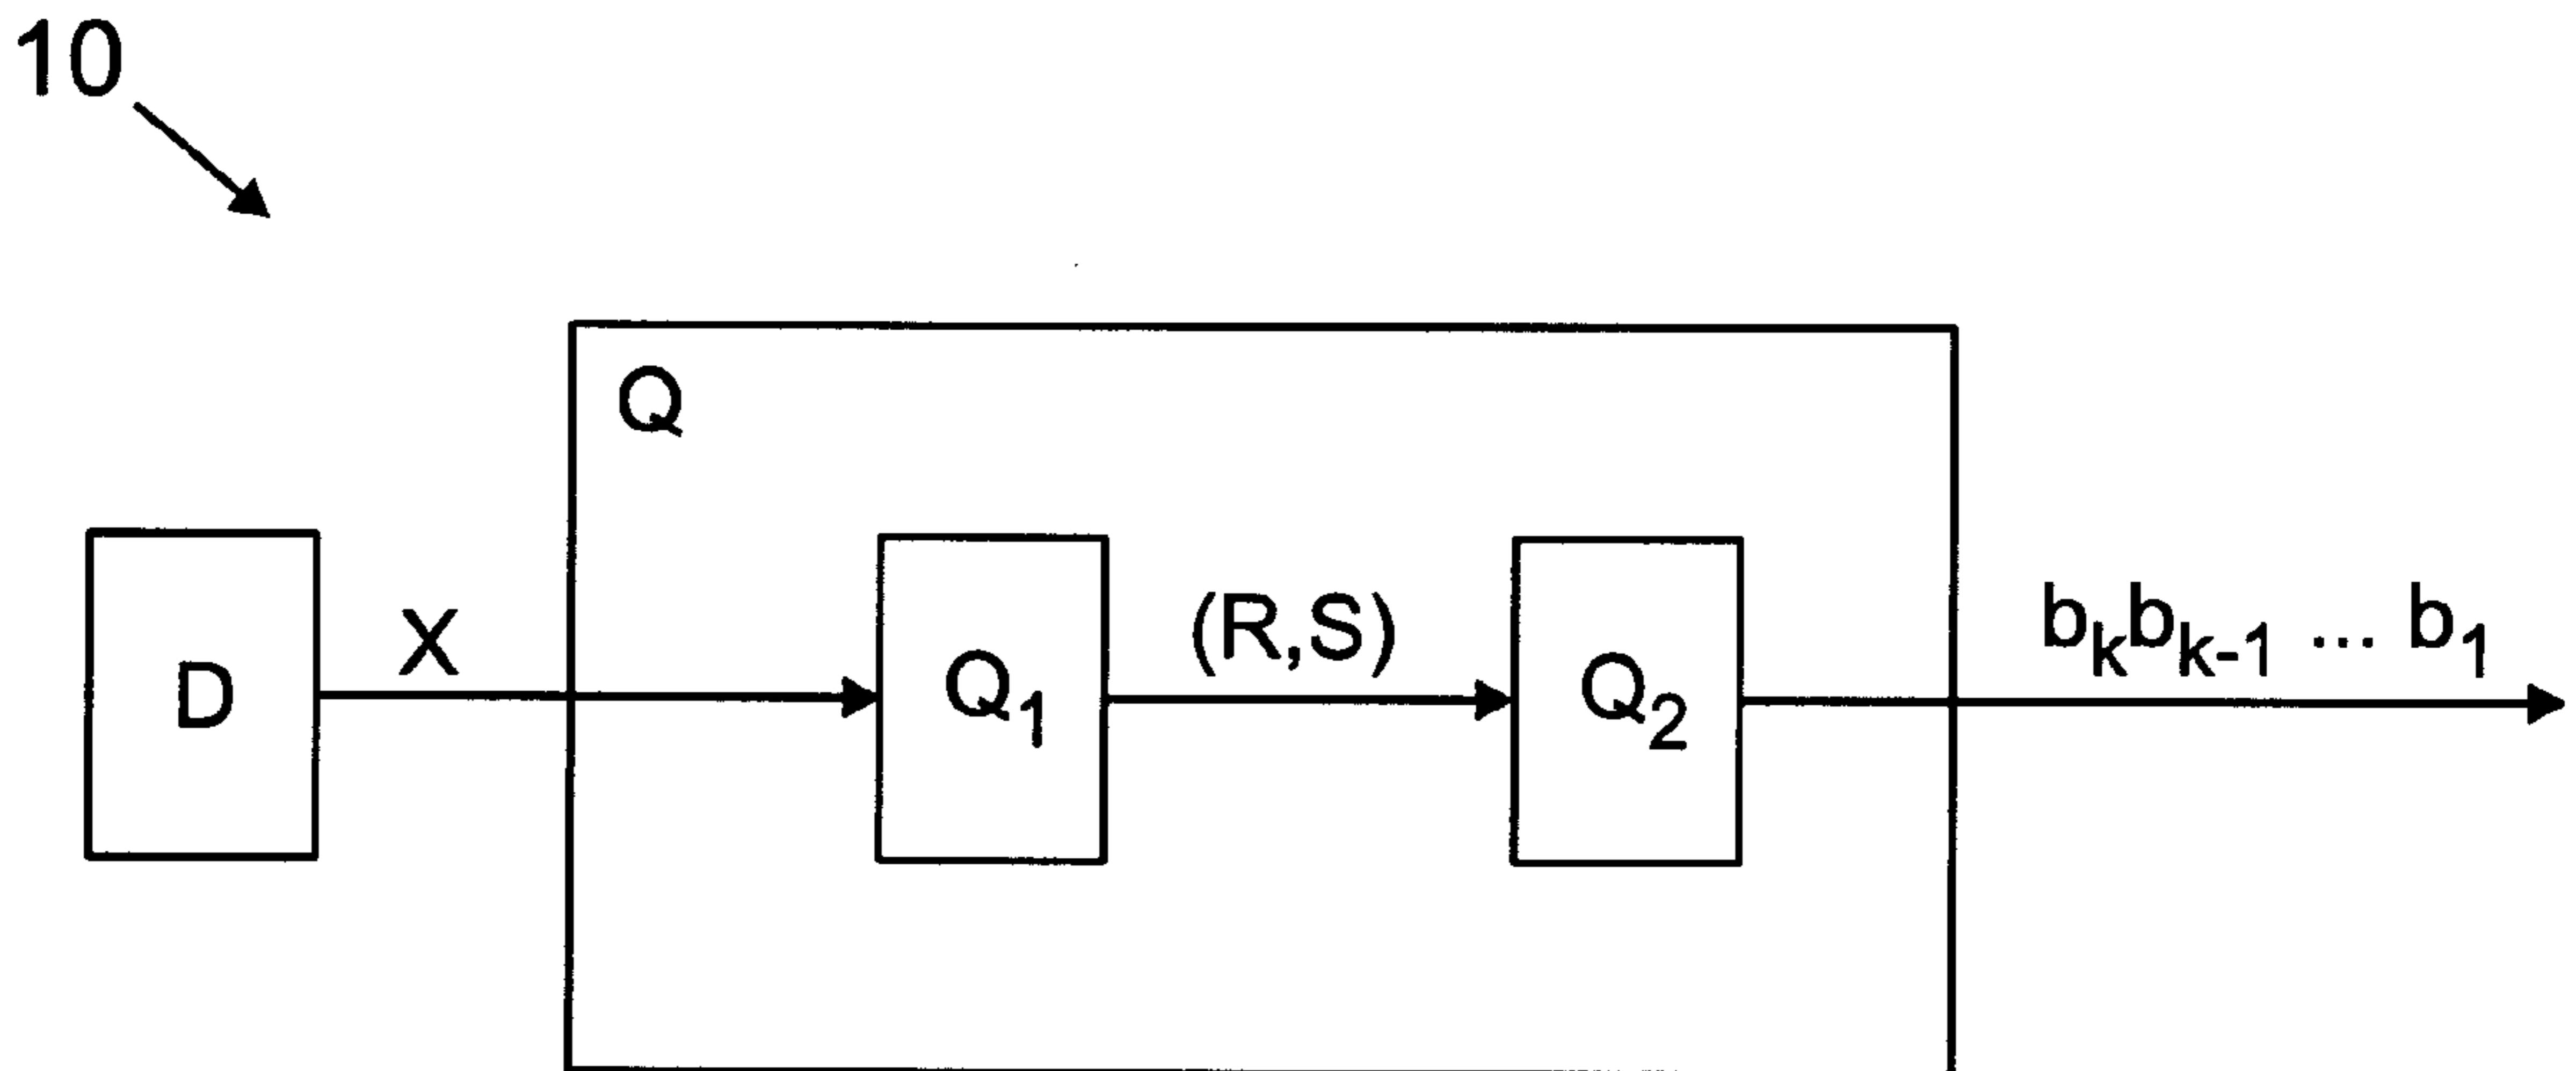 10
Q
D
X
Q₁
(R,S)
Q₂
bₖbₖ₋₁ ... b₁